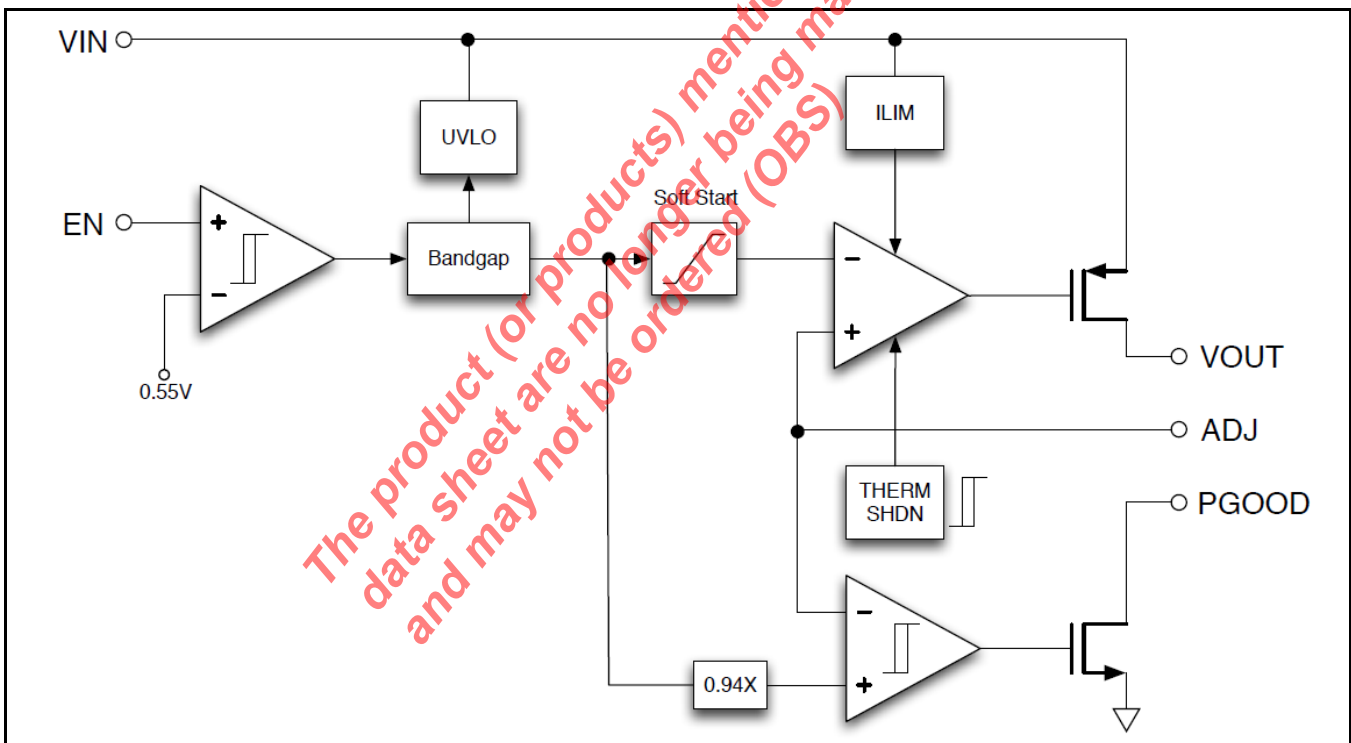 VIN
UVLO
ILIM
EN
+
−
0.55V
Bandgap
Soft Start
−
+
VOUT
ADJ
THERM
SHDN
PGOOD
−
+
0.94X
The product (or products) mentio
data sheet are no longer being ma
and may not be ordered (OBS)